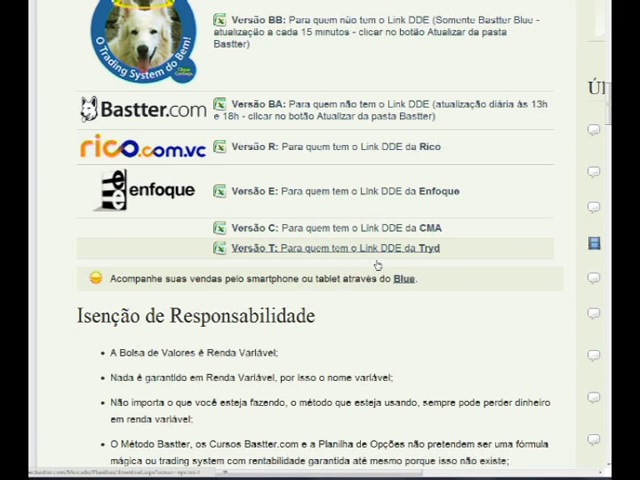 O Trading System do Bem!
Versão BB: Para quem não tem o Link DDE (Somente Bastter Blue -
atualização a cada 15 minutos - clicar no botão Atualizar da pasta
Bastter)
Bastter.com
Versão BA: Para quem não tem o Link DDE (atualização diária às 13h
e 18h - cilcar no botão Atualizar da pasta Bastter)
rico.com.vc
Versão R: Para quem tem o Link DDE da Rico
enfoque
Versão E: Para quem tem o Link DDE da Enfoque
Versão C: Para quem tem o Link DDE da CMA
Versão T: Para quem tem o Link DDE da Tryd
Acompanhe suas vendas pelo smartphone ou tablet através do Blue.
Isenção de Responsabilidade
• A Bolsa de Valores é Renda Variável;
• Nada é garantido em Renda Variável, por isso o nome variável;
• Não importa o que você esteja fazendo, o método que esteja usando, sempre pode perder dinheiro
em renda variável;
• O Método Bastter, os Cursos Bastter.com e a Planilha de Opções não pretendem ser uma fórmula
mágica ou trading system com rentabilidade garantida até mesmo porque isso não existe;
Úl